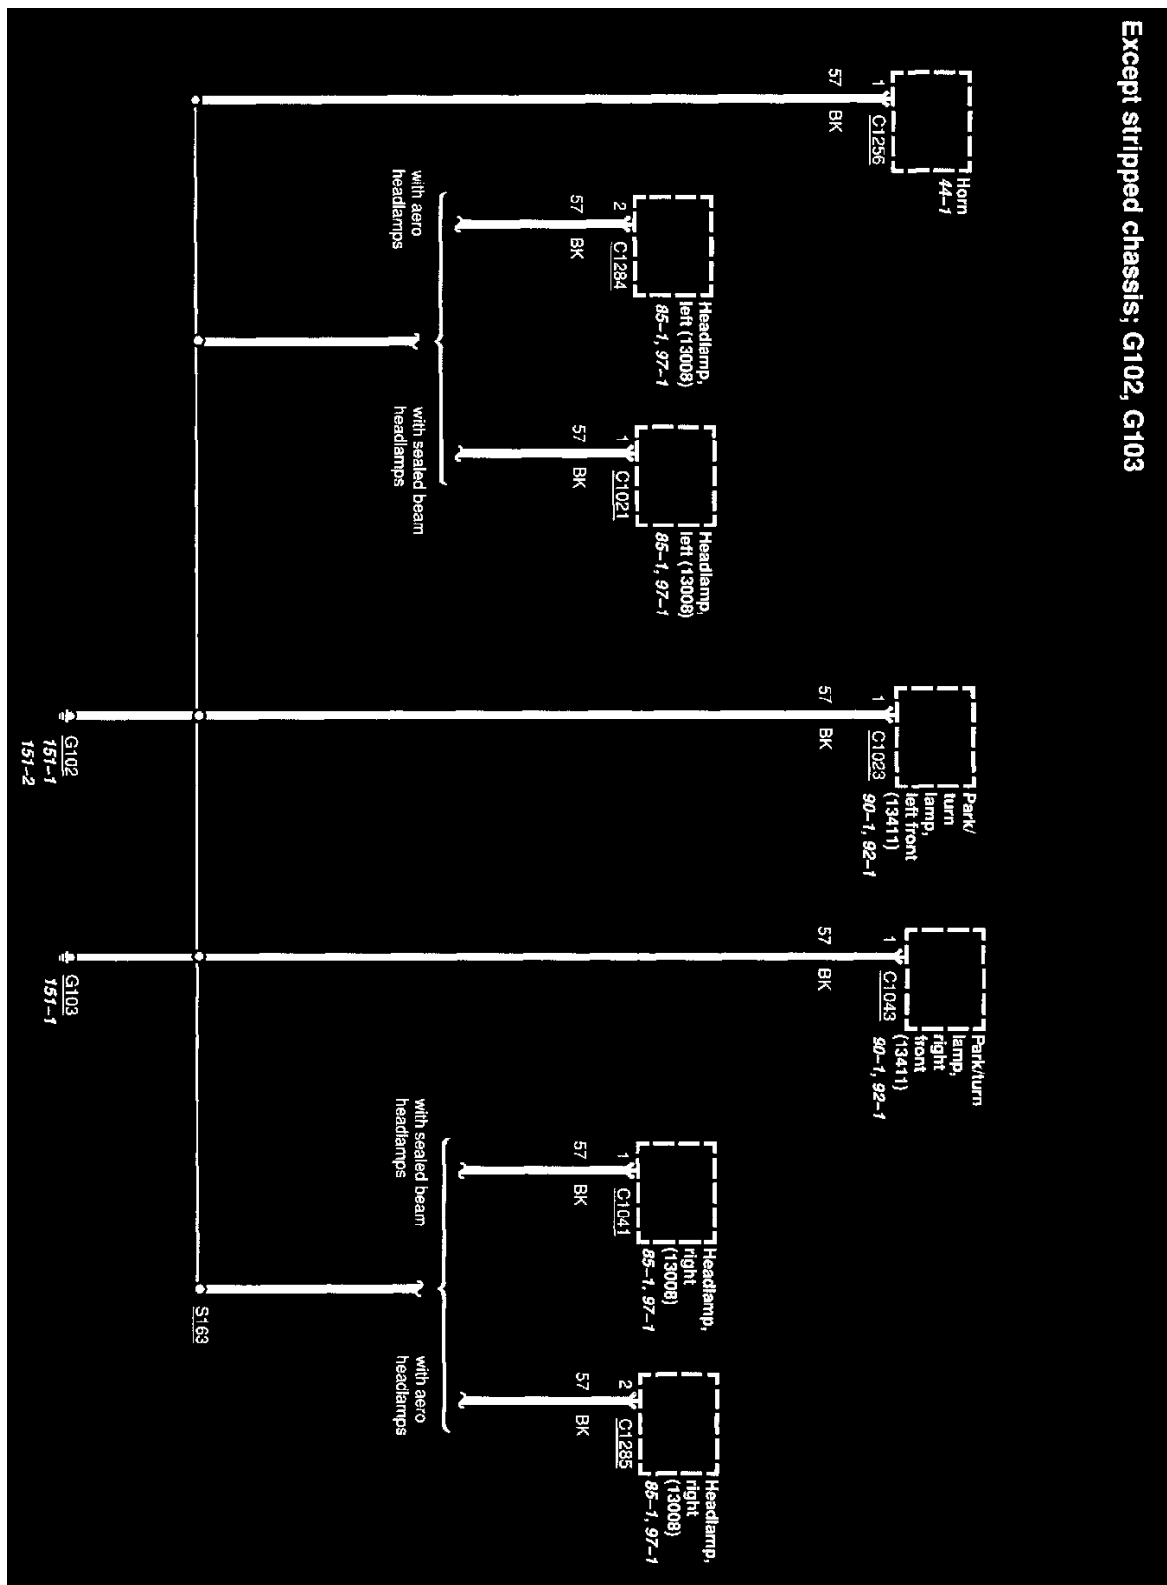 Except stripped chassis; G102, G103
Horn
44-1
1
C1256
57
BK
Headlamp,
left (13008)
85-1, 97-1
2
C1284
57
BK
with aero
headlamps
Headlamp,
left (13008)
85-1, 97-1
1
C1021
57
BK
with sealed beam
headlamps
Park/
turn
lamp,
left front
(13411)
90-1, 92-1
1
C1023
57
BK
G102
151-1
151-2
Park/turn
lamp,
right
front
(13411)
90-1, 92-1
1
C1043
57
BK
G103
151-1
Headlamp,
right
(13008)
85-1, 97-1
1
C1041
57
BK
with sealed beam
headlamps
Headlamp,
right
(13008)
85-1, 97-1
2
C1285
57
BK
with aero
headlamps
S163